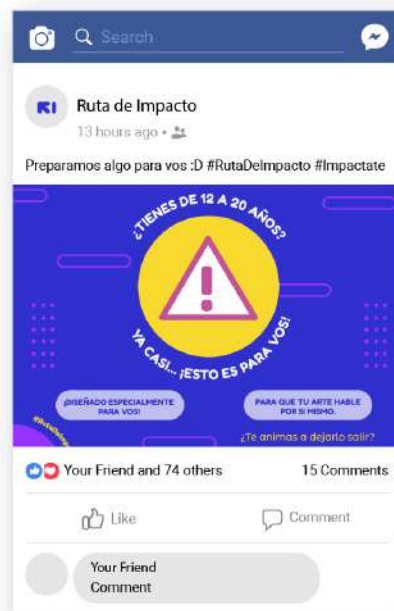 Search
RI
Ruta de Impacto
13 hours ago
Preparamos algo para vos :D #RutaDeImpacto #Impactate
¿TIENES DE 12 A 20 AÑOS?
!
YA CASI... ¡ESTO ES PARA VOS!
¡DISEÑADO ESPECIALMENTE
PARA VOS!
PARA QUE TU ARTE HABLE
POR SI MISMO.
¿Te animas a dejarlo salir?
Your Friend and 74 others
15 Comments
Like
Comment
Your Friend
Comment